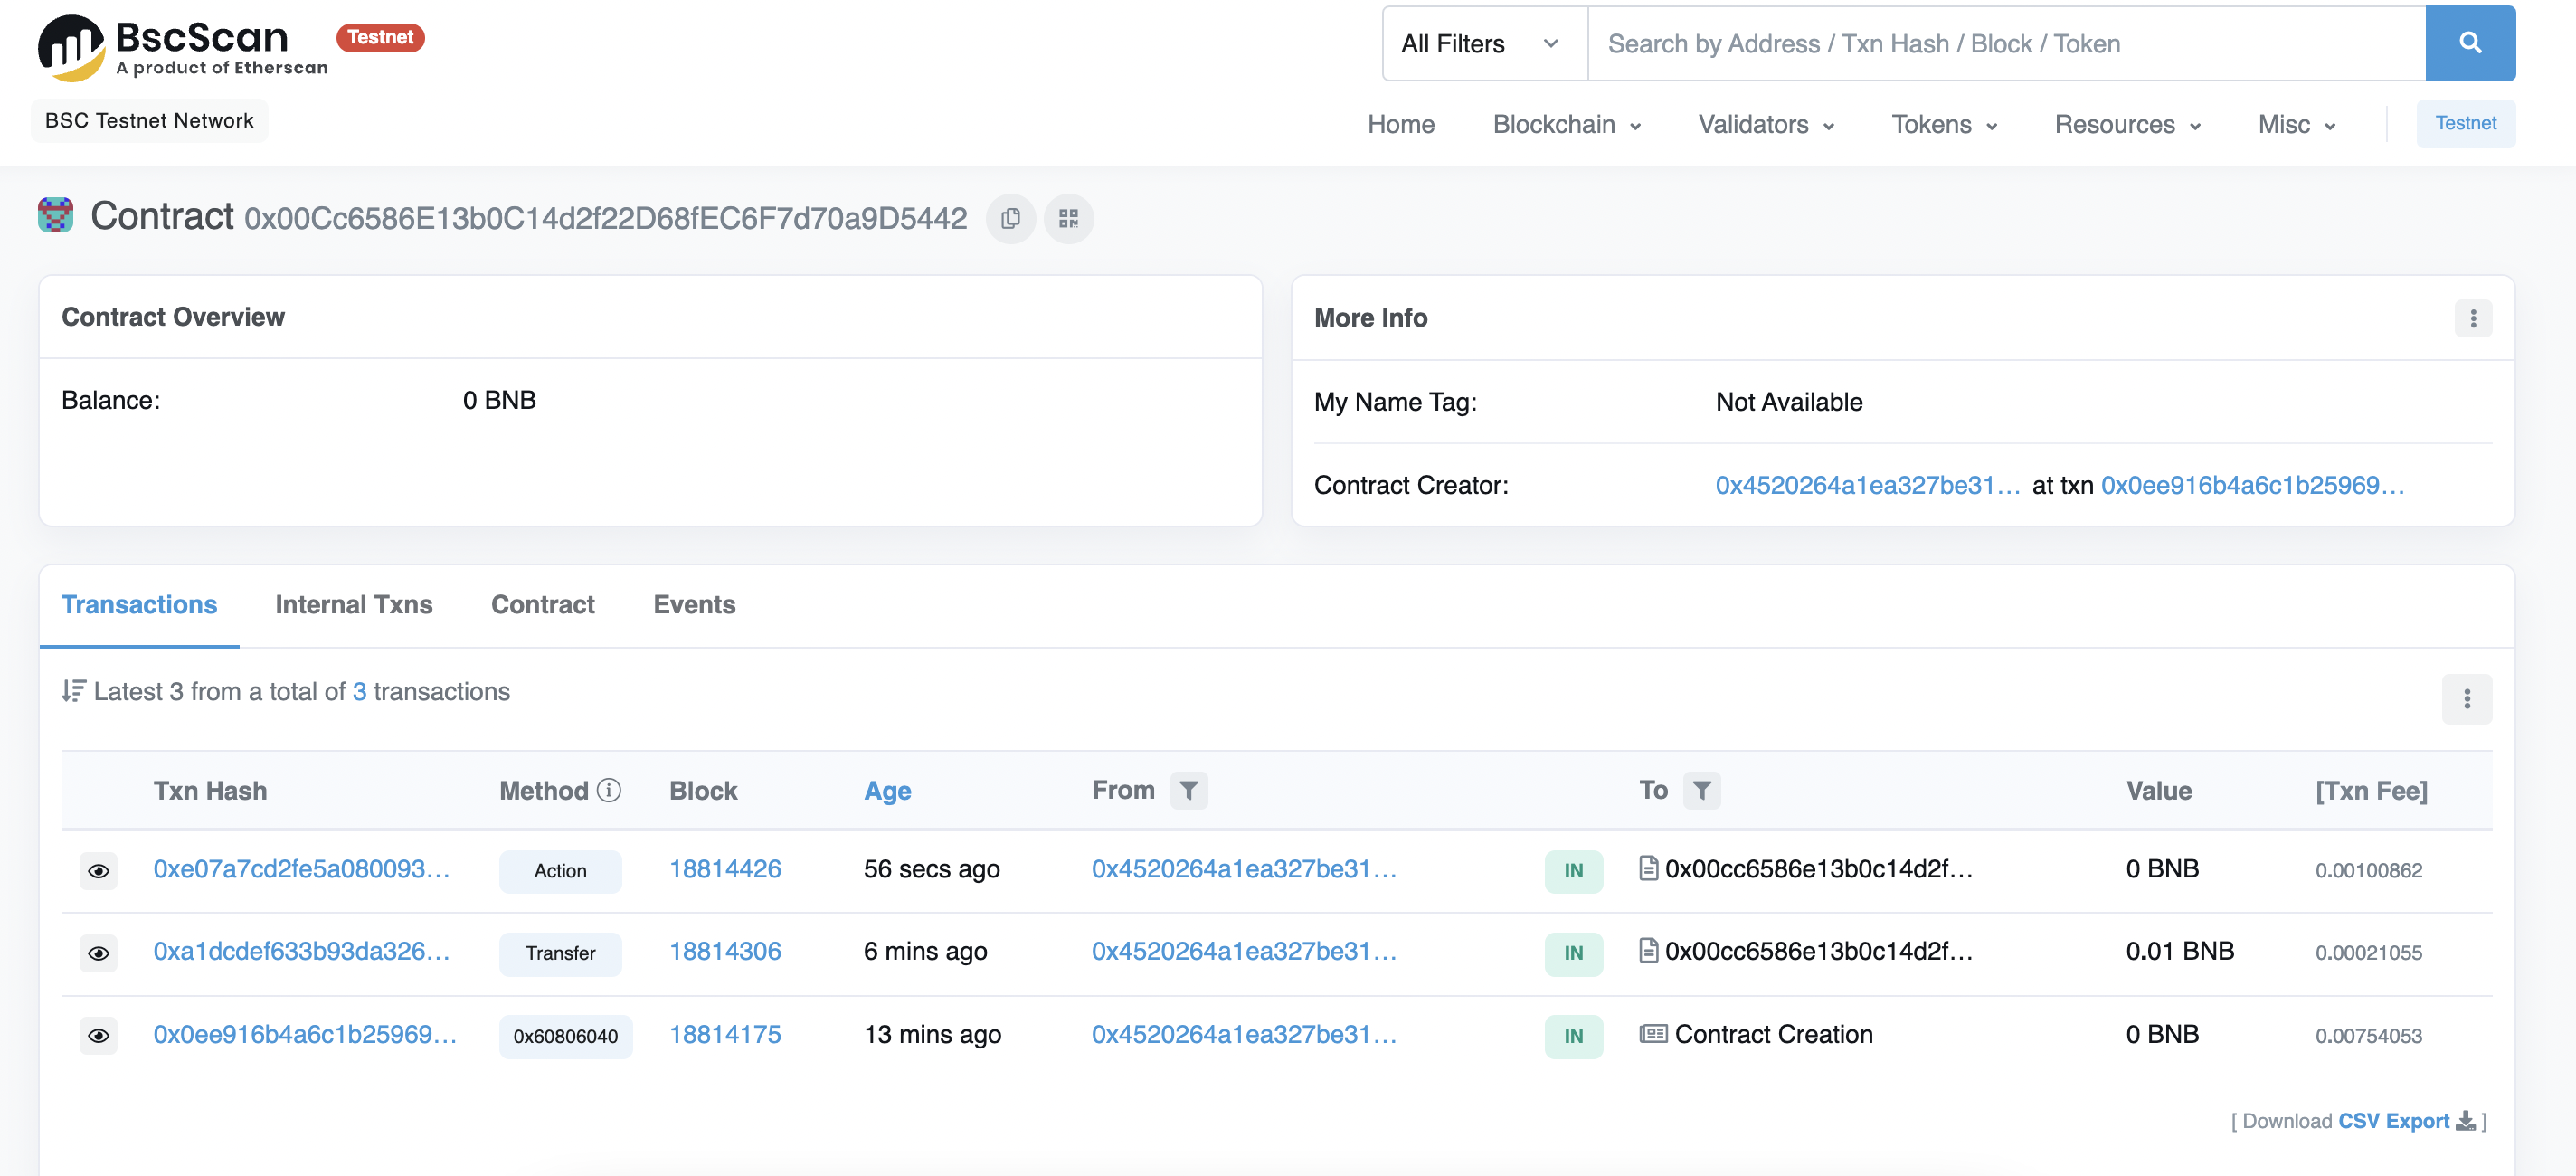 BscScan Testnet
A product of Etherscan
All Filters Search by Address / Txn Hash / Block / Token
BSC Testnet Network
Home Blockchain Validators Tokens Resources Misc Testnet
Contract 0x00Cc6586E13b0C14d2f22D68fEC6F7d70a9D5442
Contract Overview
Balance: 0 BNB
More Info
My Name Tag: Not Available
Contract Creator: 0x4520264a1ea327be31... at txn 0x0ee916b4a6c1b25969...
Transactions Internal Txns Contract Events
Latest 3 from a total of 3 transactions
Txn Hash Method Block Age From To Value [Txn Fee]
0xe07a7cd2fe5a080093... Action 18814426 56 secs ago 0x4520264a1ea327be31... IN 0x00cc6586e13b0c14d2f... 0 BNB 0.00100862
0xa1dcdef633b93da326... Transfer 18814306 6 mins ago 0x4520264a1ea327be31... IN 0x00cc6586e13b0c14d2f... 0.01 BNB 0.00021055
0x0ee916b4a6c1b25969... 0x60806040 18814175 13 mins ago 0x4520264a1ea327be31... IN Contract Creation 0 BNB 0.00754053
[ Download CSV Export ]